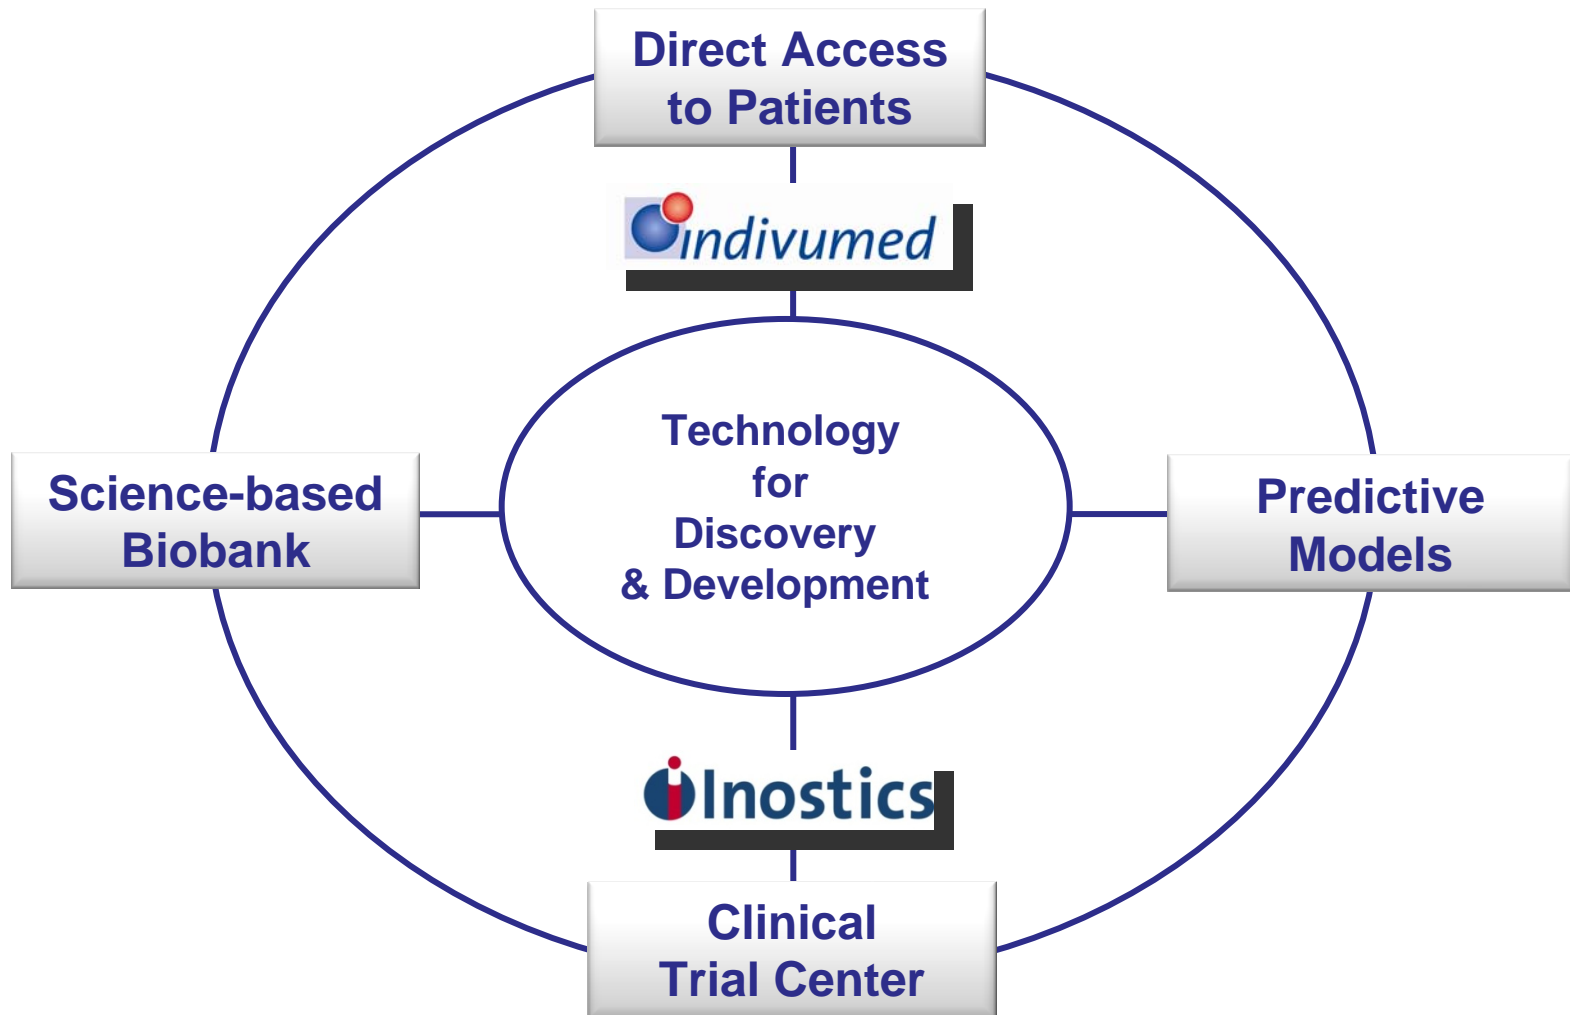 Direct Access
to Patients
indivumed
Science-based
Biobank
Technology
for
Discovery
& Development
Predictive
Models
Inostics
Clinical
Trial Center